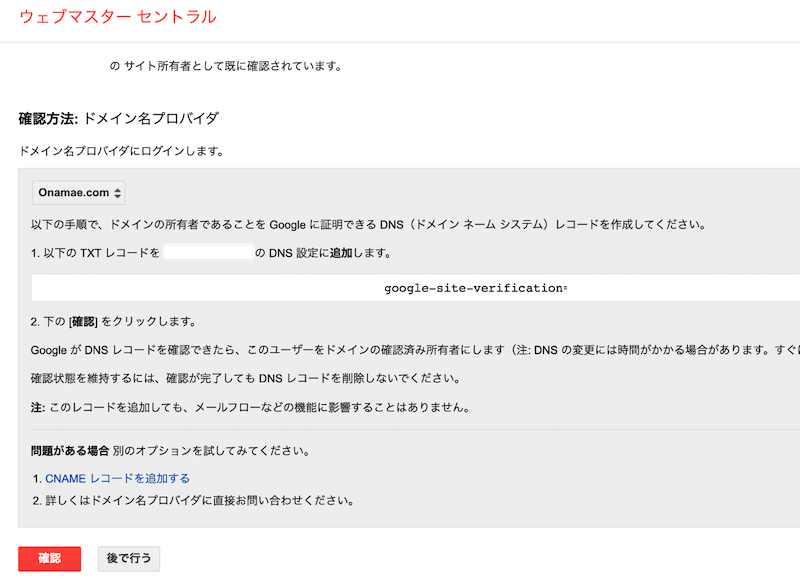 ウェブマスター セントラル
の サイト所有者として既に確認されています。
確認方法: ドメイン名プロバイダ
ドメイン名プロバイダにログインします。
Onamae.com
以下の手順で、ドメインの所有者であることを Google に証明できる DNS（ドメイン ネーム システム）レコードを作成してください。
1. 以下の TXT レコードを の DNS 設定に追加します。
google-site-verification=
2. 下の [確認] をクリックします。
Google が DNS レコードを確認できたら、このユーザーをドメインの確認済み所有者にします（注: DNS の変更には時間がかかる場合があります。すぐに
確認状態を維持するには、確認が完了しても DNS レコードを削除しないでください。
注: このレコードを追加しても、メールフローなどの機能に影響することはありません。
問題がある場合 別のオプションを試してみてください。
1. CNAME レコードを追加する
2. 詳しくはドメイン名プロバイダに直接お問い合わせください。
確認 後で行う